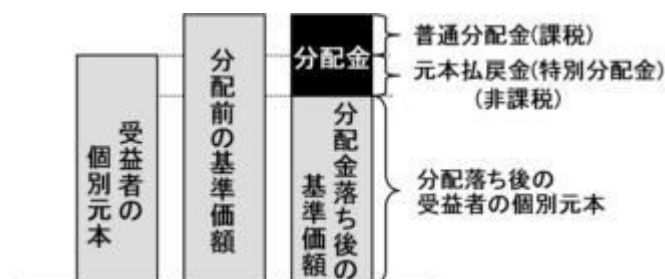 受益者の
個別元本
分配前の基準価額
分配金
分配金落ち後の
基準価額
普通分配金(課税)
元本払戻金(特別分配金)
(非課税)
分配落ち後の
受益者の個別元本